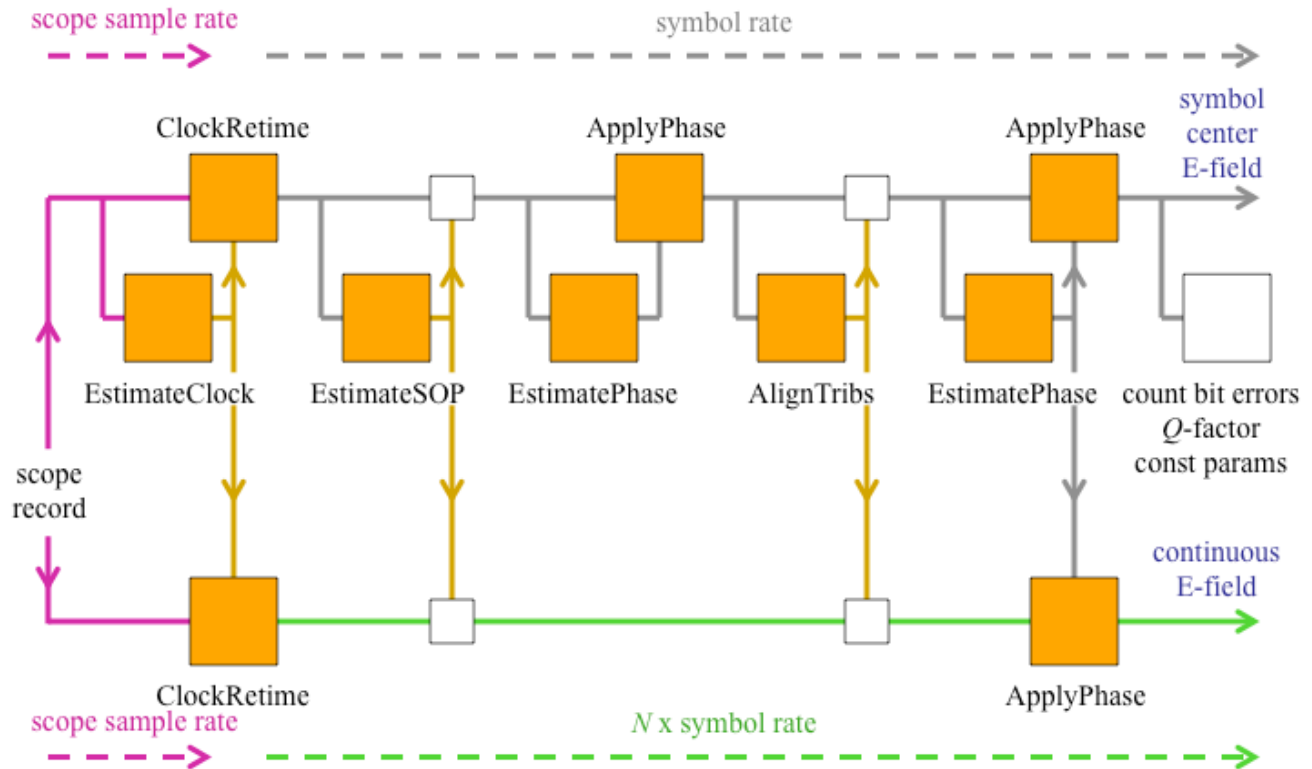 scope sample rate
symbol rate
symbol
center
E-field
ClockRetime
ApplyPhase
ApplyPhase
EstimateClock
EstimateSOP
EstimatePhase
AlignTribs
EstimatePhase
count bit errors
Q-factor
const params
scope
record
continuous
E-field
ClockRetime
ApplyPhase
scope sample rate
N x symbol rate